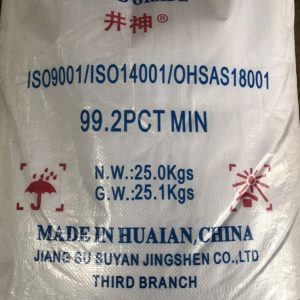 井神®
ISO9001/ISO14001/OHSAS18001
99.2PCT MIN
N.W.:25.0Kgs
G.W.:25.1Kgs
MADE IN HUAIAN,CHINA
JIANG SU SUYAN JINGSHEN CO.,LTD
THIRD BRANCH